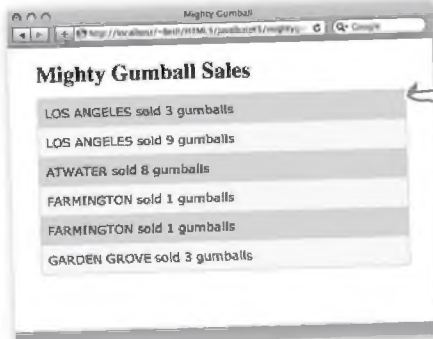 Mighty Gumball
Google
Mighty Gumball Sales
LOS ANGELES sold 3 gumballs
LOS ANGELES sold 9 gumballs
ATWATER sold 8 gumballs
FARMINGTON sold 1 gumballs
FARMINGTON sold 1 gumballs
GARDEN GROVE sold 3 gumballs